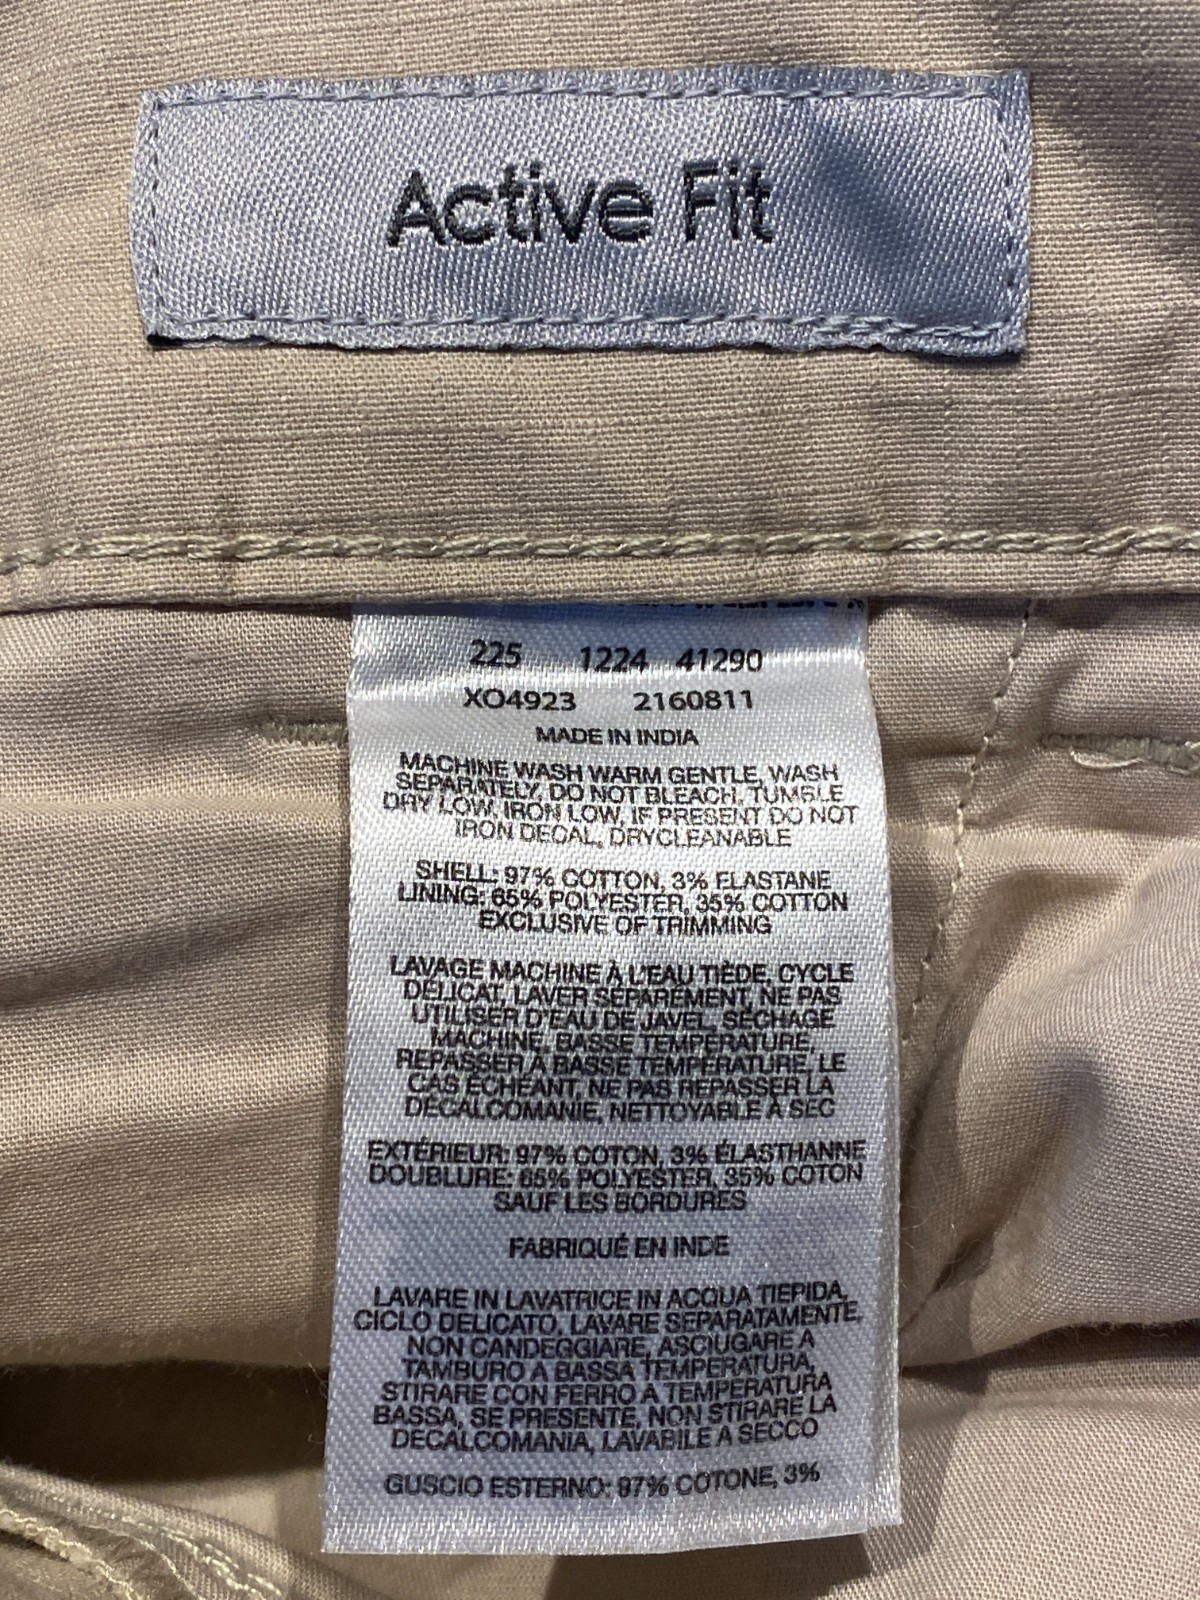 Active Fit
225 1224 41290
XO4923 2160811
MADE IN INDIA
MACHINE WASH WARM GENTLE, WASH
SEPARATELY, DO NOT BLEACH, TUMBLE
DRY LOW, IRON LOW, IF PRESENT DO NOT
IRON DECAL, DRYCLEANABLE
SHELL: 97% COTTON, 3% ELASTANE
LINING: 65% POLYESTER, 35% COTTON
EXCLUSIVE OF TRIMMING
LAVAGE MACHINE À L'EAU TIÈDE, CYCLE
DÉLICAT, LAVER SÉPARÉMENT, NE PAS
UTILISER D'EAU DE JAVEL, SÉCHAGE
MACHINE, BASSE TEMPÉRATURE,
REPASSER À BASSE TEMPÉRATURE, LE
CAS ÉCHÉANT, NE PAS REPASSER LA
DÉCALCOMANIE, NETTOYABLE À SEC
EXTÉRIEUR: 97% COTON, 3% ÉLASTHANNE
DOUBLURE: 65% POLYESTER, 35% COTON
SAUF LES BORDURES
FABRIQUÉ EN INDE
LAVARE IN LAVATRICE IN ACQUA TIEPIDA,
CICLO DELICATO, LAVARE SEPARATAMENTE,
NON CANDEGGIARE, ASCIUGARE A
TAMBURO A BASSA TEMPERATURA,
STIRARE CON FERRO A TEMPERATURA
BASSA, SE PRESENTE, NON STIRARE LA
DECALCOMANIA, LAVABILE A SECCO
GUSCIO ESTERNO: 97% COTONE, 3%